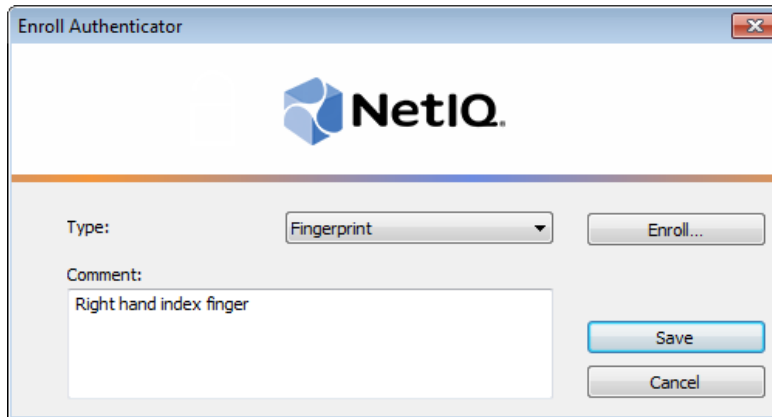 Enroll Authenticator
NetIQ®
Type:
Fingerprint
Enroll...
Comment:
Right hand index finger
Save
Cancel